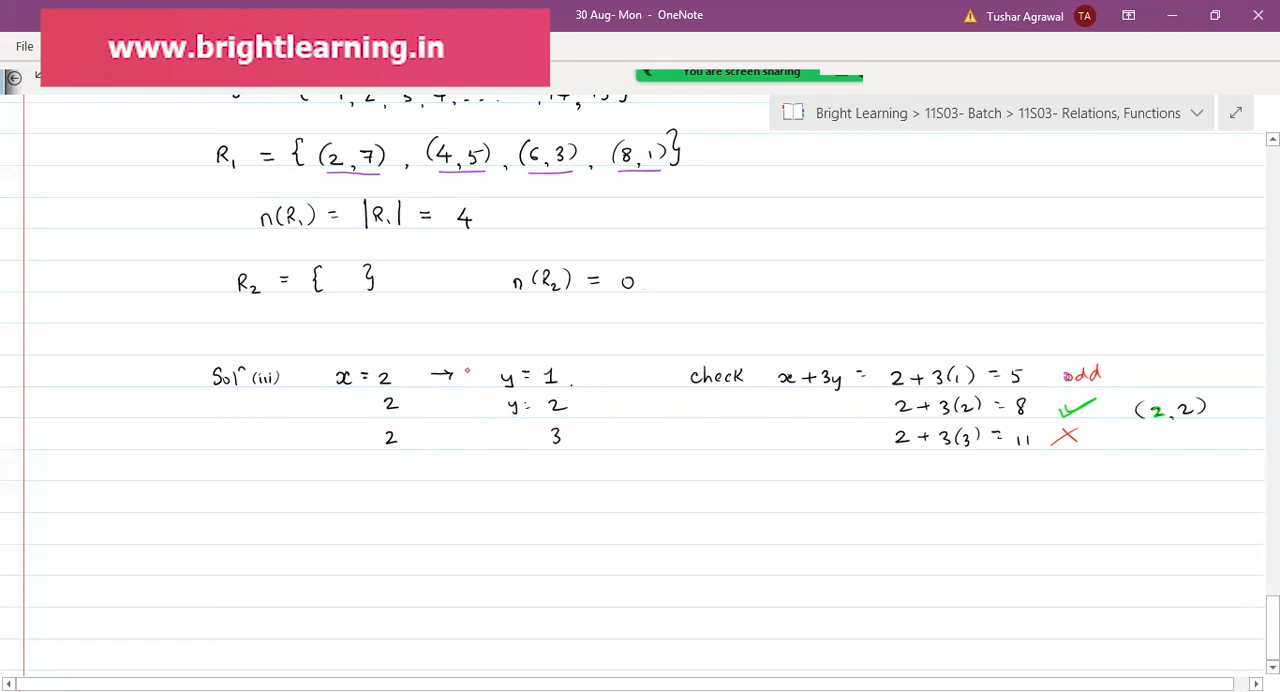 30 Aug- Mon - OneNote
Tushar Agrawal TA
File
www.brightlearning.in
You are screen sharing
Bright Learning > 11S03- Batch > 11S03- Relations, Functions
R₁ = { (2,7) , (4,5) , (6,3) , (8,1) }
n(R₁) = |R₁| = 4
R₂ = { } n(R₂) = 0
Solⁿ (iii) x = 2 → y = 1 . check x + 3y = 2 + 3(1) = 5 odd
2 y = 2 2 + 3(2) = 8 ✓ (2,2)
2 3 2 + 3(3) = 11 ✗